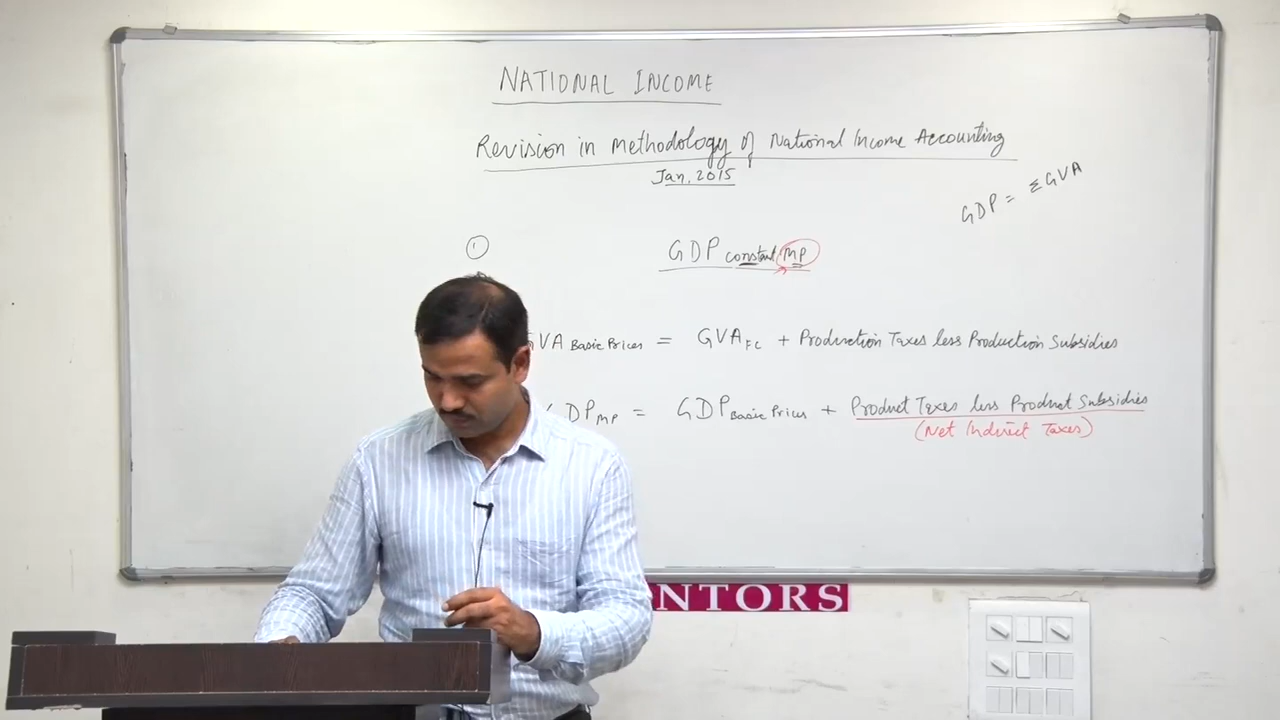 NATIONAL INCOME
Revision in Methodology of National Income Accounting
Jan, 2015
GDP = ΣGVA
① GDP constant MP
GVA Basic Prices = GVA FC + Production Taxes less Production Subsidies
GDP MP = GDP Basic Prices + Product Taxes less Product Subsidies
(Net Indirect Taxes)
NTORS